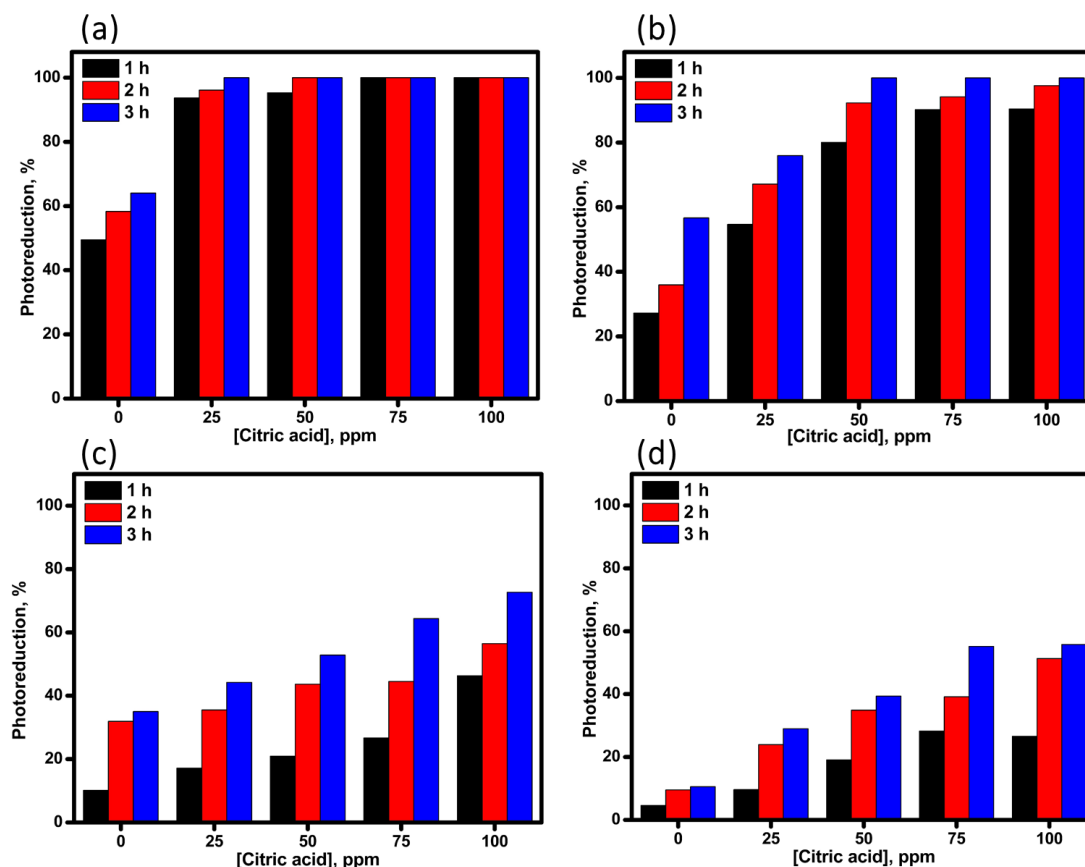 (a)
1 h
2 h
3 h
Photoreduction, %
100
80
60
40
20
0
0 25 50 75 100
[Citric acid], ppm
(b)
1 h
2 h
3 h
Photoreduction, %
100
80
60
40
20
0
0 25 50 75 100
[Citric acid], ppm
(c)
1 h
2 h
3 h
Photoreduction, %
100
80
60
40
20
0
0 25 50 75 100
[Citric acid], ppm
(d)
1 h
2 h
3 h
Photoreduction, %
100
80
60
40
20
0
0 25 50 75 100
[Citric acid], ppm